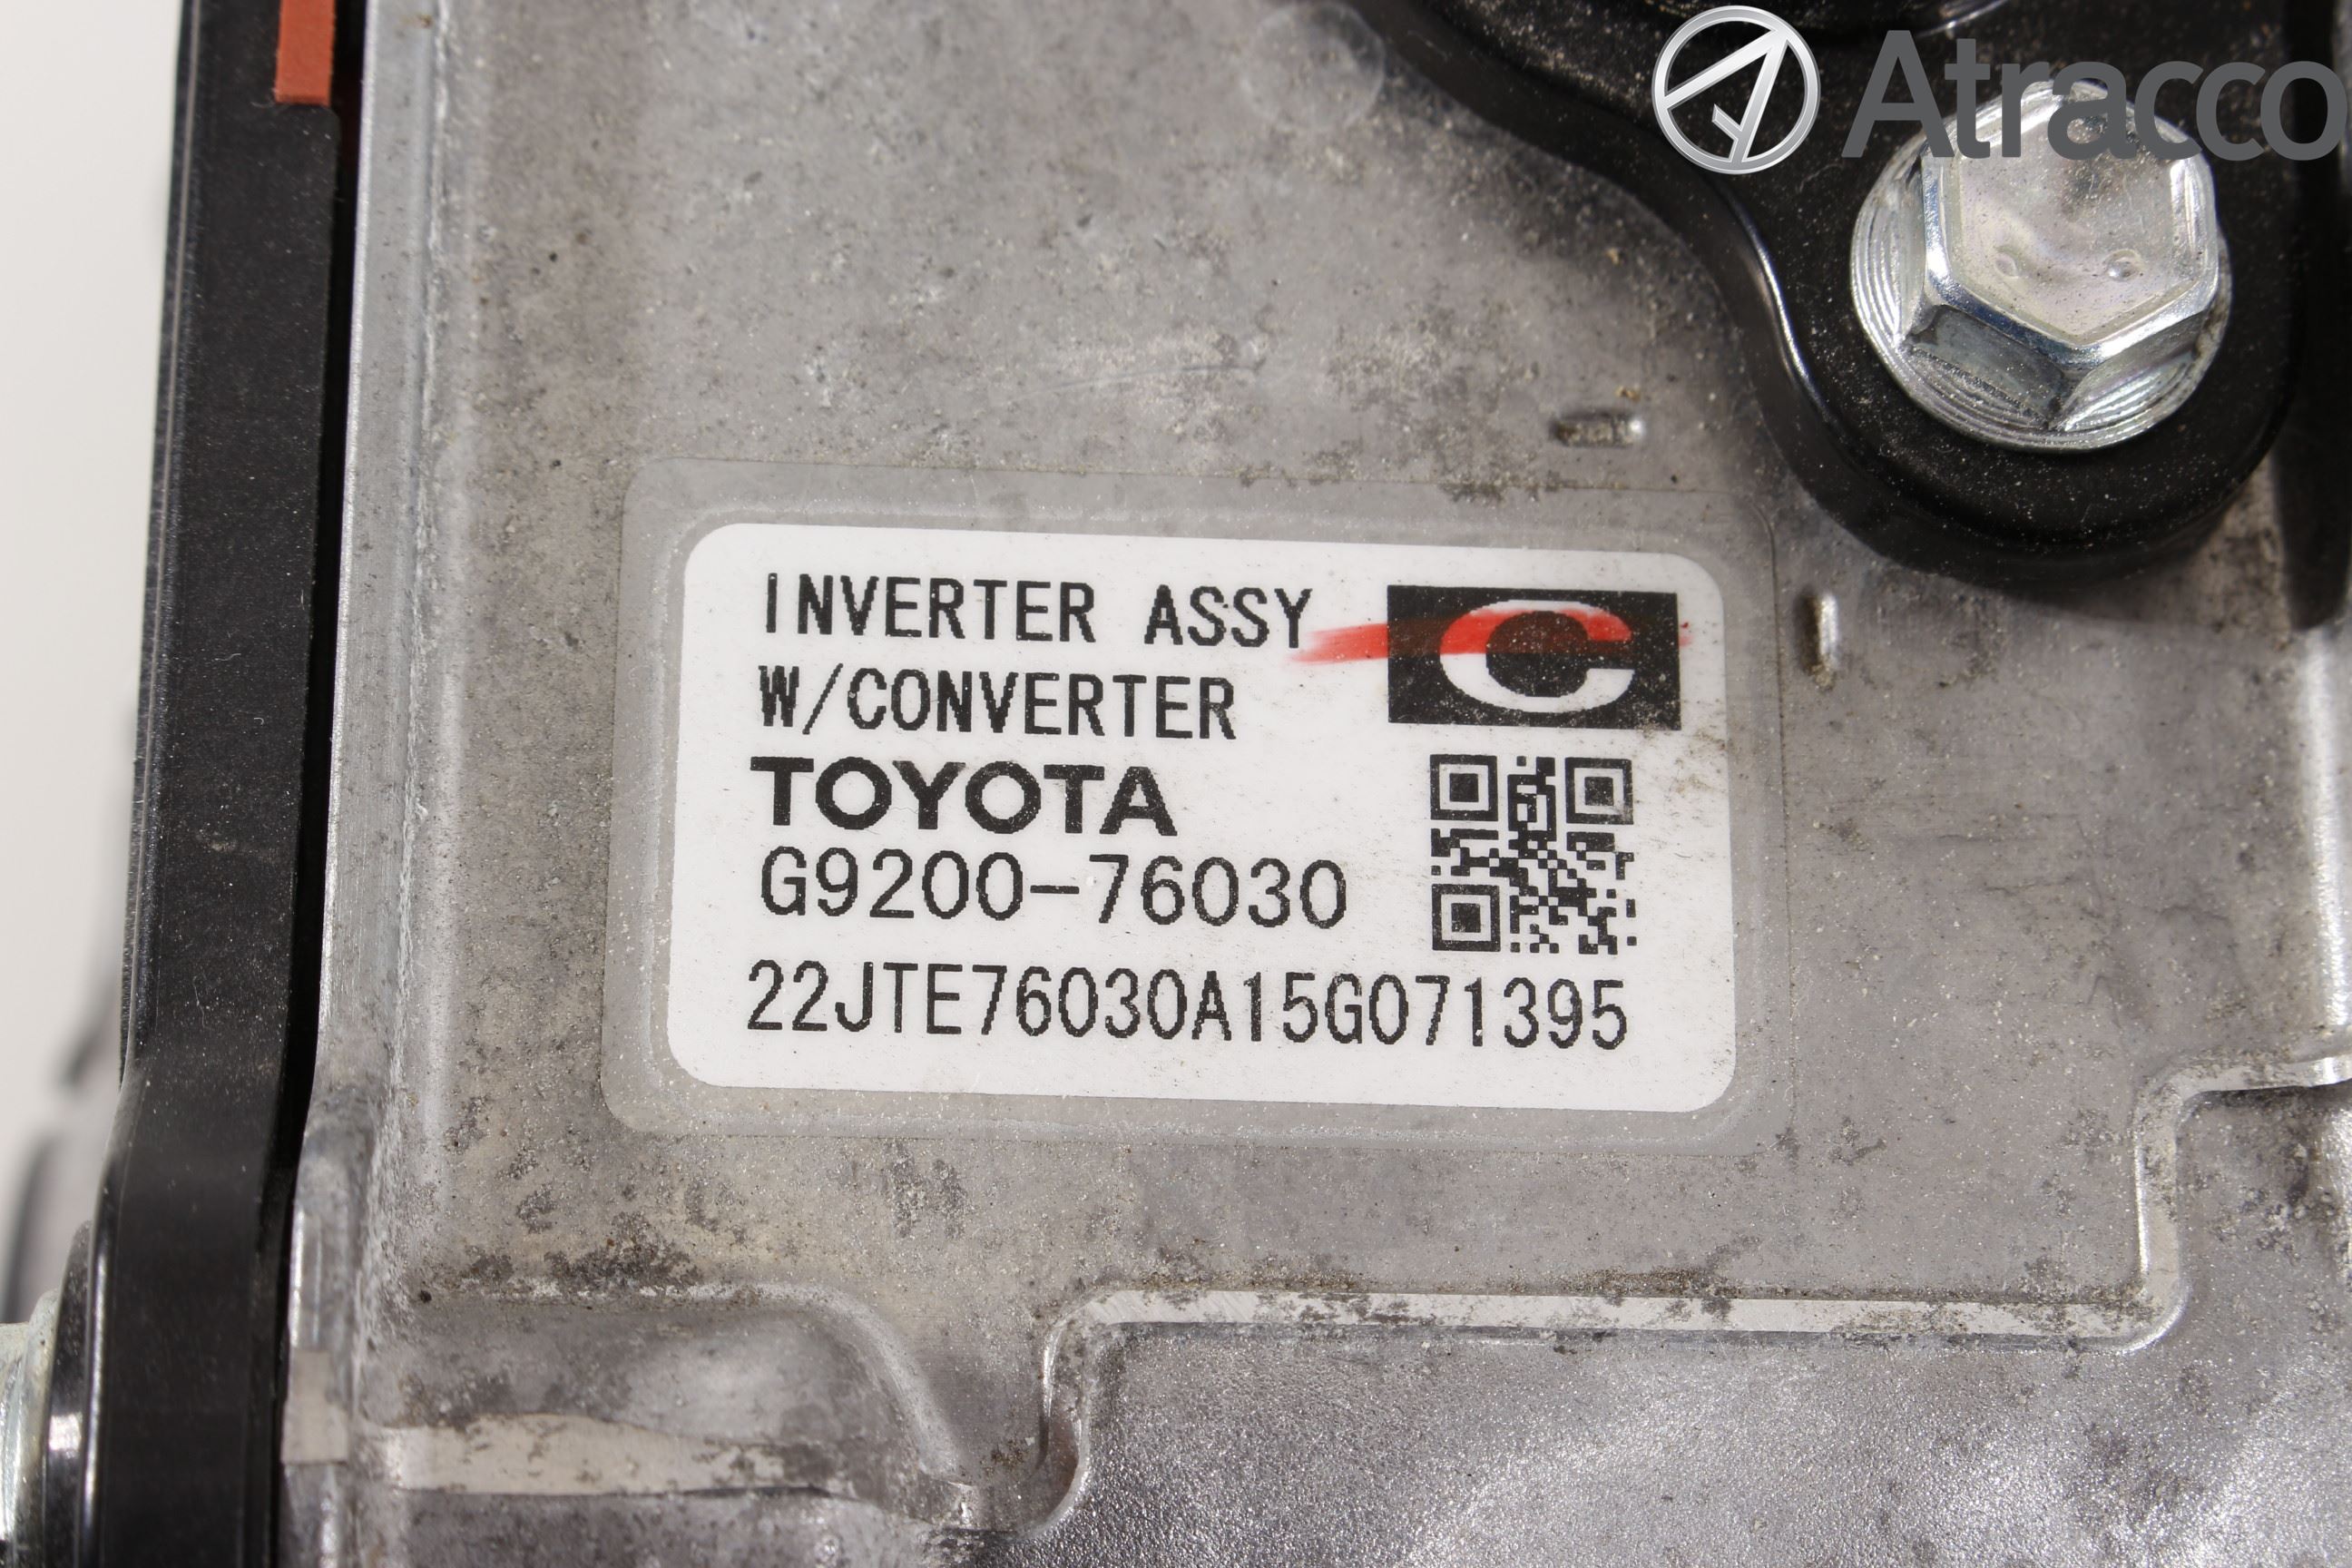 Atracco
INVERTER ASSY
C
W/CONVERTER
TOYOTA
G9200-76030
22JTE76030A15G071395